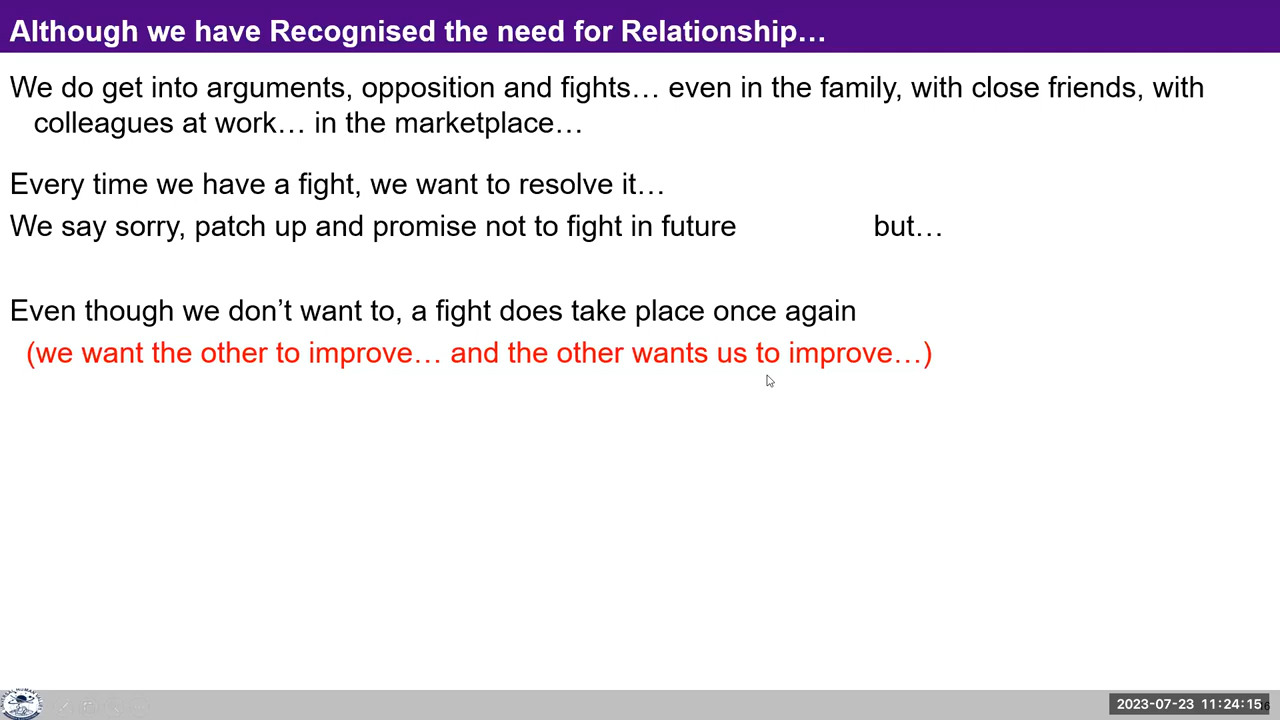 Although we have Recognised the need for Relationship…
We do get into arguments, opposition and fights… even in the family, with close friends, with
colleagues at work… in the marketplace…
Every time we have a fight, we want to resolve it…
We say sorry, patch up and promise not to fight in future but…
Even though we don’t want to, a fight does take place once again
(we want the other to improve… and the other wants us to improve…)
2023-07-23 11:24:15